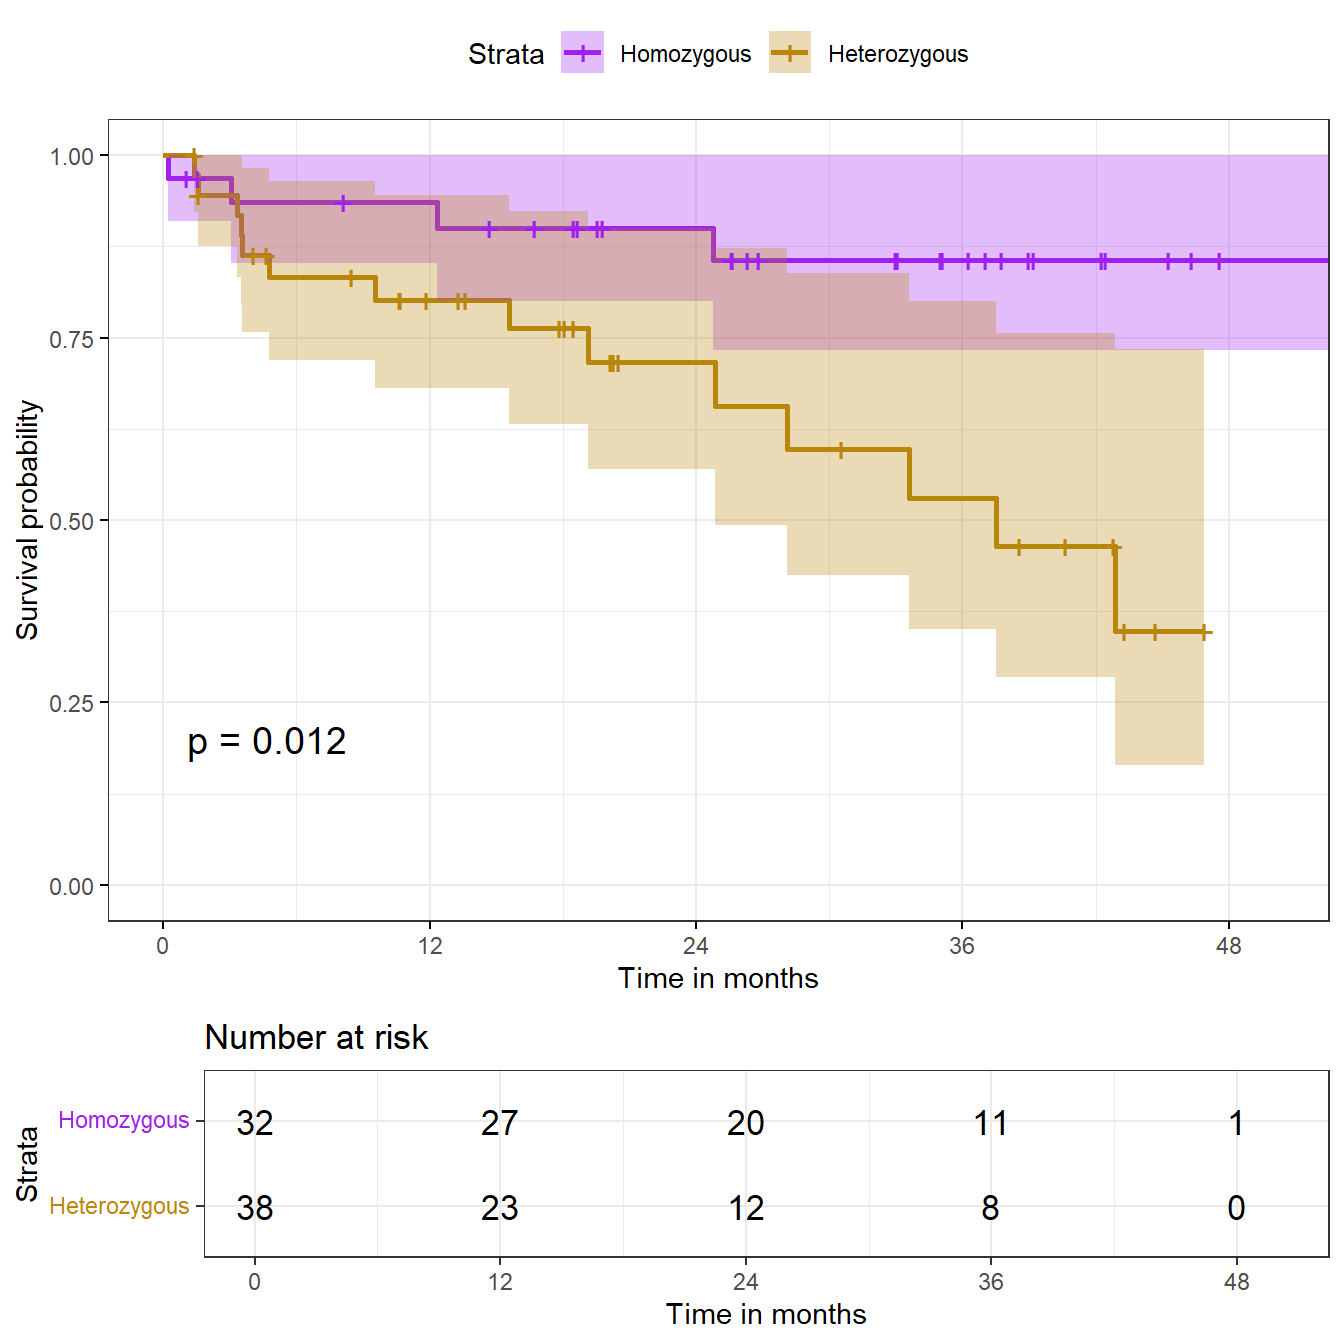 Strata Homozygous Heterozygous
1.00
0.75
0.50
0.25
0.00
Survival probability
p = 0.012
0 12 24 36 48
Time in months
Number at risk
Strata
Homozygous 32 27 20 11 1
Heterozygous 38 23 12 8 0
0 12 24 36 48
Time in months